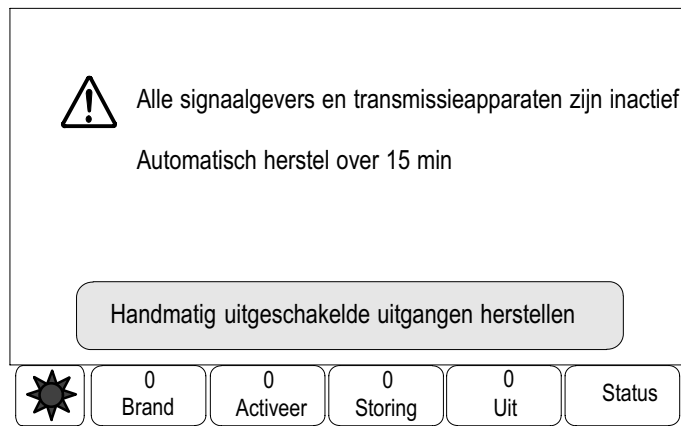 Alle signaalgevers en transmissieapparaten zijn inactief
Automatisch herstel over 15 min
Handmatig uitgeschakelde uitgangen herstellen
0
Brand
0
Activeer
0
Storing
0
Uit
Status